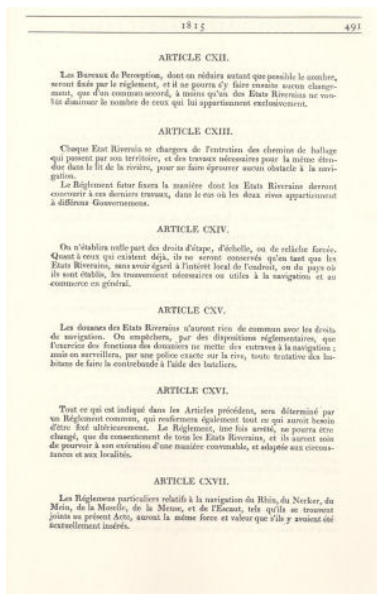 1815
491
ARTICLE CXII.
Les Bureaux de Perception, dont on réduira autant que possible le nombre,
seront fixés par le réglement, et il ne pourra s'y faire ensuite aucun change-
ment, que d'un commun accord, à moins qu'un des Etats Riverains ne vou-
lût diminuer le nombre de ceux qui lui appartiennent exclusivement.
ARTICLE CXIII.
Chaque Etat Riverain se chargera de l'entretien des chemins de hallage
qui passent par son territoire, et des travaux nécessaires pour la même éten-
due dans le lit de la rivière, pour ne faire éprouver aucun obstacle à la navi-
gation.
Le Réglement futur fixera la manière dont les Etats Riverains devront
concourir à ces derniers travaux, dans le cas où les deux rives appartiennent
à différens Gouvernemens.
ARTICLE CXIV.
On n'établira nulle part des droits d'étape, d'échelle, ou de relâche forcée.
Quant à ceux qui existent déjà, ils ne seront conservés qu'en tant que les
Etats Riverains, sans avoir égard à l'intérêt local de l'endroit, ou du pays où
ils sont établis, les trouveroient nécessaires ou utiles à la navigation et au
commerce en général.
ARTICLE CXV.
Les douanes des Etats Riverains n'auront rien de commun avec les droits
de navigation. On empêchera, par des dispositions réglementaires, que
l'exercice des fonctions des douaniers ne mette des entraves à la navigation ;
mais on surveillera, par une police exacte sur la rive, toute tentative des ha-
bitans de faire la contrebande à l'aide des bateliers.
ARTICLE CXVI.
Tout ce qui est indiqué dans les Articles précédens, sera déterminé par
un Réglement commun, qui renfermera également tout ce qui auroit besoin
d'être fixé ultérieurement. Le Réglement, une fois arrêté, ne pourra être
changé, que du consentement de tous les Etats Riverains, et ils auront soin
de pourvoir à son exécution d'une manière convenable, et adaptée aux circons-
tances et aux localités.
ARTICLE CXVII.
Les Réglemens particuliers relatifs à la navigation du Rhin, du Necker, du
Mein, de la Moselle, de la Meuse, et de l'Escaut, tels qu'ils se trouvent
joints au présent Acte, auront la même force et valeur que s'ils y avoient été
textuellement insérés.